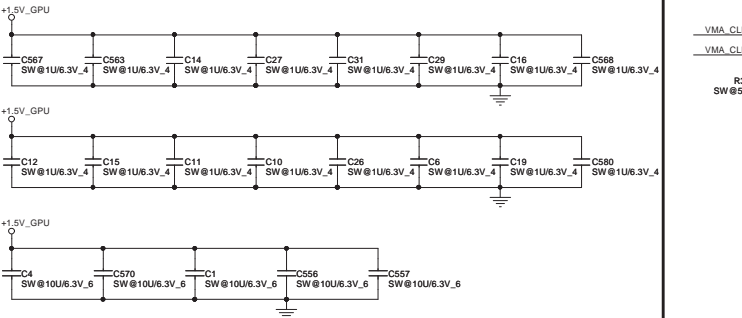 +1.5V_GPU
C567 C563 C14 C27 C31 C29 C16 C568
SW@1U/6.3V_4 SW@1U/6.3V_4 SW@1U/6.3V_4 SW@1U/6.3V_4 SW@1U/6.3V_4 SW@1U/6.3V_4 SW@1U/6.3V_4 SW@1U/6.3V_4
+1.5V_GPU
C12 C15 C11 C10 C26 C6 C19 C580
SW@1U/6.3V_4 SW@1U/6.3V_4 SW@1U/6.3V_4 SW@1U/6.3V_4 SW@1U/6.3V_4 SW@1U/6.3V_4 SW@1U/6.3V_4 SW@1U/6.3V_4
+1.5V_GPU
C4 C570 C1 C556 C557
SW@10U/6.3V_6 SW@10U/6.3V_6 SW@10U/6.3V_6 SW@10U/6.3V_6 SW@10U/6.3V_6
VMA_CL
VMA_CL
SW@5